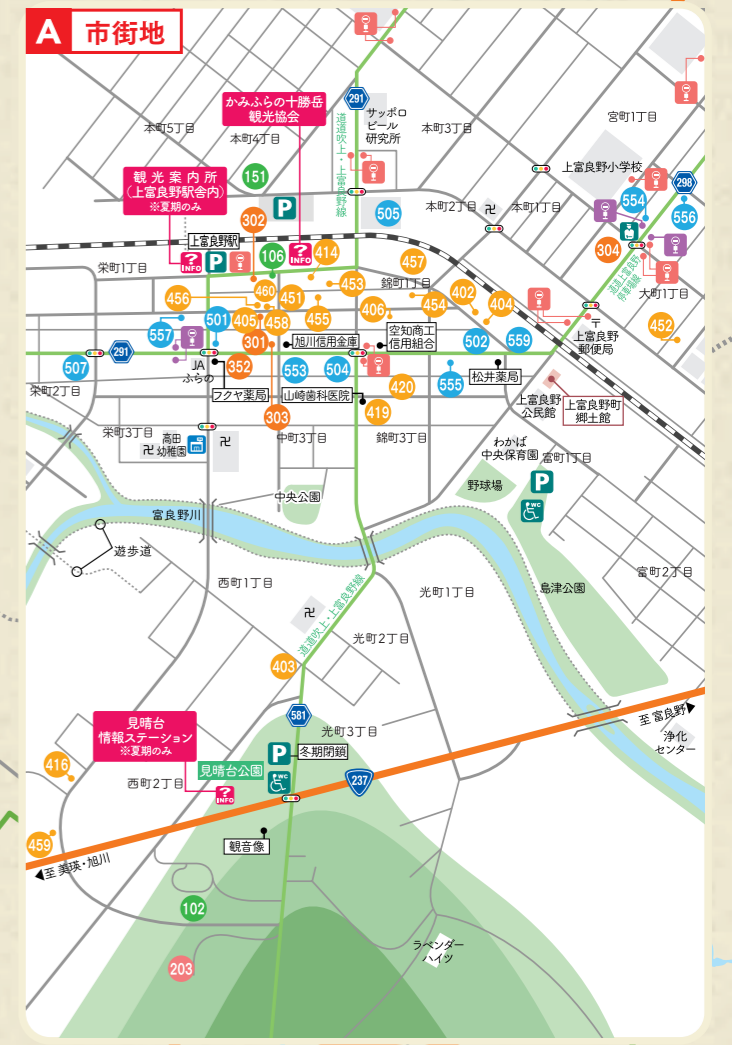 A 市街地
291
かみふらの十勝岳
観光協会
サッポロ
ビール
研究所
道道吹上・上富良野線
本町5丁目
本町4丁目
本町3丁目
宮町1丁目
上富良野小学校
298
観光案内所
(上富良野駅舎内)
※夏期のみ
151
P
302
505
本町2丁目
本町1丁目
554
556
304
上富良野駅
INFO
P
106
INFO
414
457
道道上富良野
停車場線
栄町1丁目
錦町1丁目
大町1丁目
460
453
456
451
454
402
404
406
452
557
501
405
458
455
〒
上富良野
郵便局
301
旭川信用金庫
空知商工
信用組合
502
559
291
507
JA
ふらの
352
553
504
555
松井薬局
栄町2丁目
フクヤ薬局
山崎歯科医院
420
419
上富良野
公民館
上富良野町
郷土館
303
栄町3丁目
高田
幼稚園
中町3丁目
錦町3丁目
わかば
中央保育園
富町1丁目
野球場
P
WC
中央公園
富良野川
遊歩道
西町1丁目
光町1丁目
島津公園
富町2丁目
道道吹上・上富良野線
光町2丁目
403
581
光町3丁目
至 富良野
浄化
センター
見晴台
情報ステーション
※夏期のみ
P
冬期閉鎖
416
西町2丁目
見晴台公園
WC
237
INFO
459
観音像
至 美瑛・旭川
102
203
ラベンダー
ハイツ